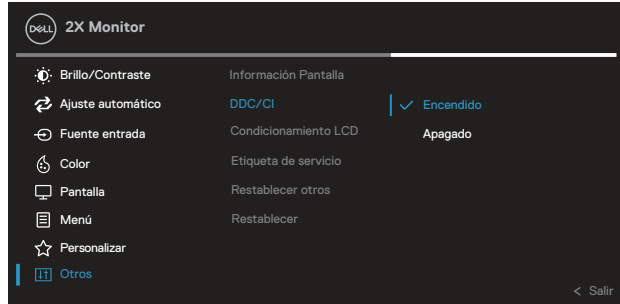 DELL 2X Monitor
Brillo/Contraste Información Pantalla
Ajuste automático DDC/CI Encendido
Fuente entrada Condicionamiento LCD Apagado
Color Etiqueta de servicio
Pantalla Restablecer otros
Menú Restablecer
Personalizar
Otros
< Salir